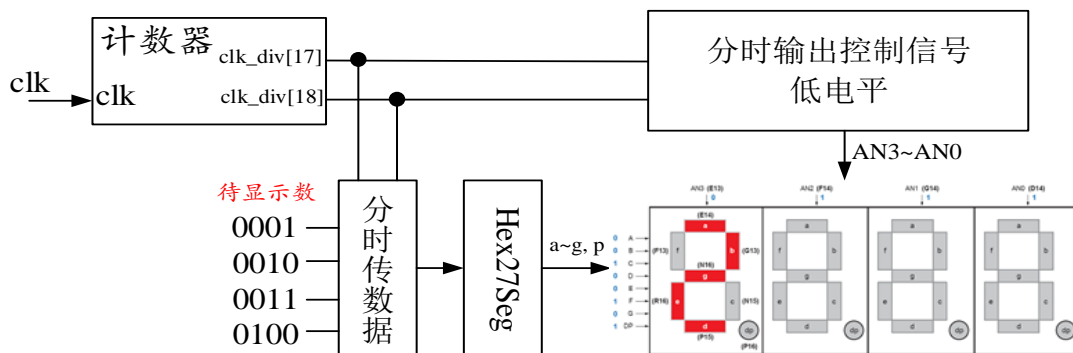 计数器
clk_div[17]
clk
clk
clk_div[18]
分时输出控制信号
低电平
AN3~AN0
待显示数
0001
0010
0011
0100
分时传数据
Hex27Seg
a~g, p
AN3 (E13)
0
AN2 (F14)
1
AN1 (G14)
1
AN0 (D14)
1
(E14)
0 A
0 B
1 C
0 D
0 E
1 F
0 G
1 DP
(F13)
(G13)
(N16)
(R16)
(N15)
(P15)
(P16)
a
f
b
g
e
c
d
dp
a
f
b
g
e
c
d
dp
a
f
b
g
e
c
d
dp
a
f
b
g
e
c
d
dp